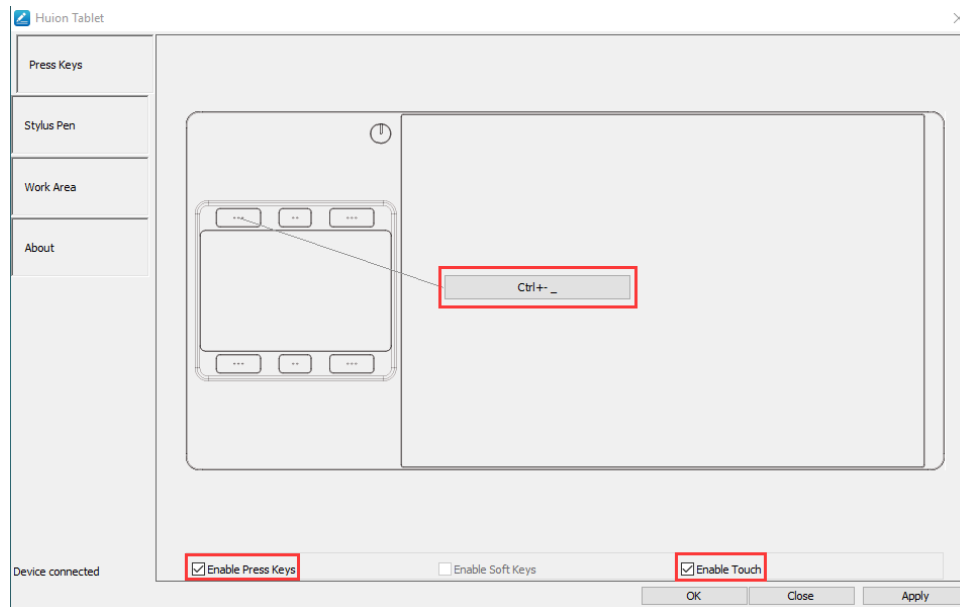 Huion Tablet
Press Keys
Stylus Pen
Work Area
About
Ctrl+- _
Device connected
Enable Press Keys
Enable Soft Keys
Enable Touch
OK
Close
Apply